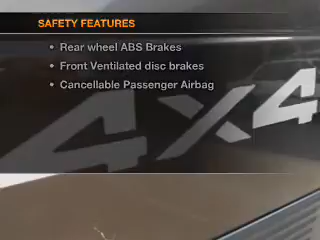 SAFETY FEATURES
• Rear wheel ABS Brakes
• Front Ventilated disc brakes
• Cancellable Passenger Airbag
4X4